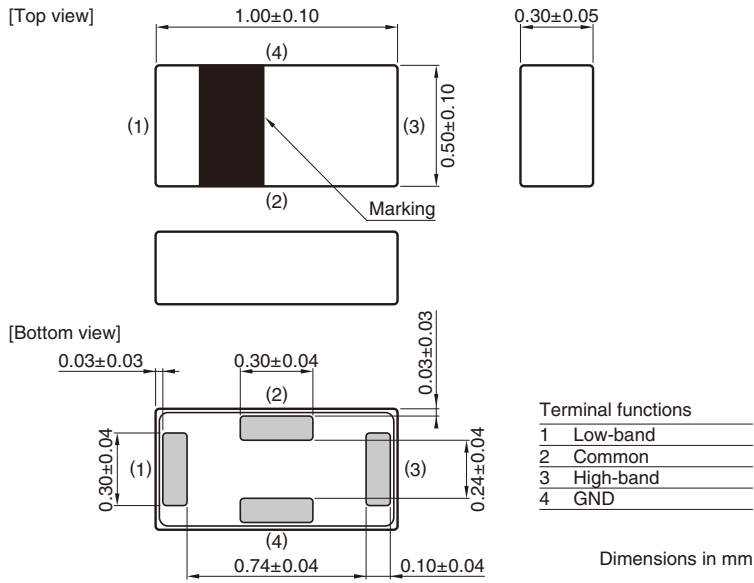 [Top view]
1.00±0.10
0.30±0.05
(4)
(1)
(3)
0.50±0.10
(2)
Marking
[Bottom view]
0.03±0.03
0.30±0.04
0.03±0.03
(2)
0.30±0.04
(1)
(3)
0.24±0.04
(4)
0.74±0.04
0.10±0.04
Terminal functions
1 Low-band
2 Common
3 High-band
4 GND
Dimensions in mm